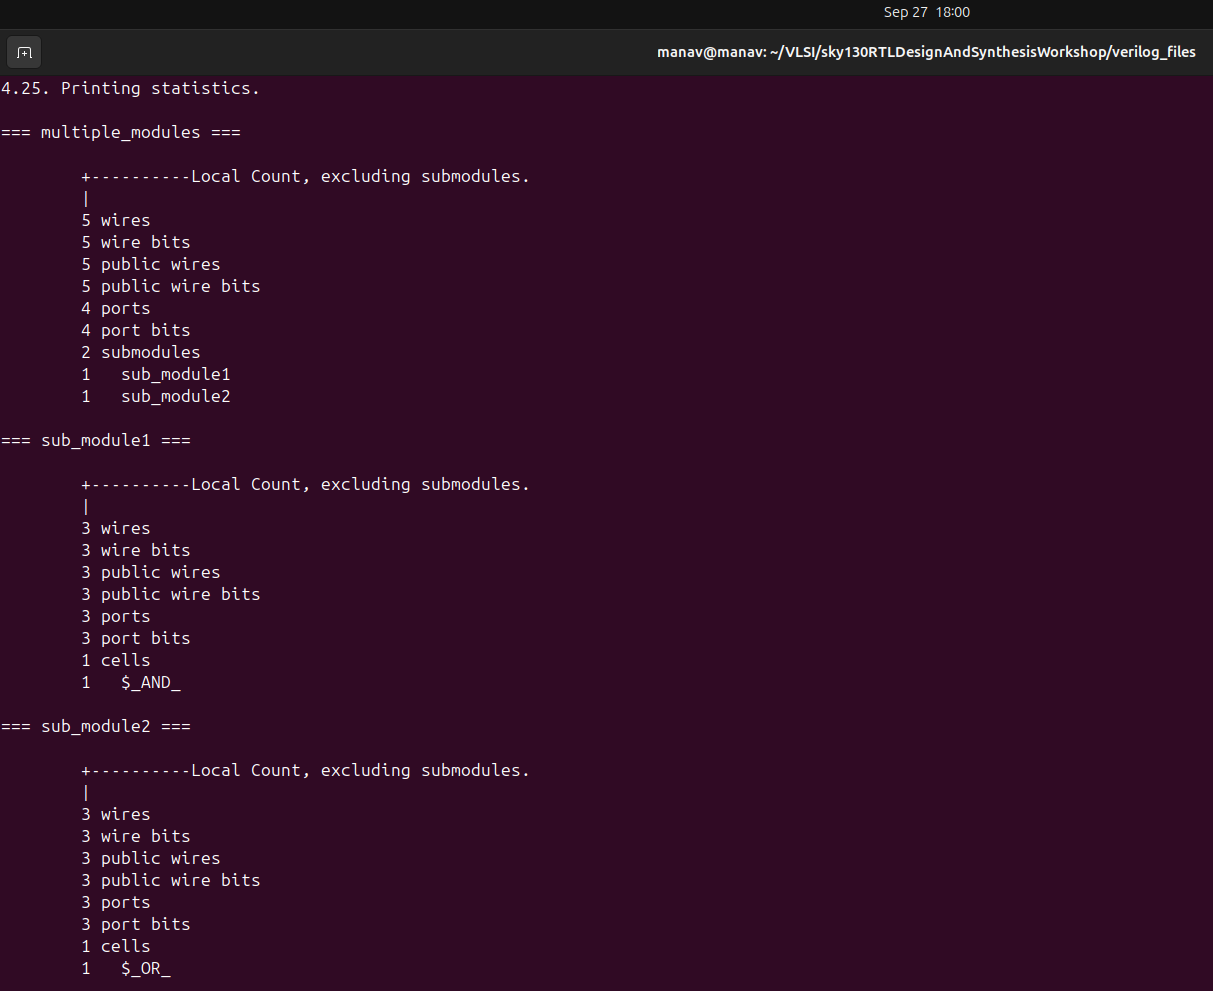 Sep 27 18:00
manav@manav: ~/VLSI/sky130RTLDesignAndSynthesisWorkshop/verilog_files
4.25. Printing statistics.
=== multiple_modules ===
+----------Local Count, excluding submodules.
|
5 wires
5 wire bits
5 public wires
5 public wire bits
4 ports
4 port bits
2 submodules
1   sub_module1
1   sub_module2
=== sub_module1 ===
+----------Local Count, excluding submodules.
|
3 wires
3 wire bits
3 public wires
3 public wire bits
3 ports
3 port bits
1 cells
1   $_AND_
=== sub_module2 ===
+----------Local Count, excluding submodules.
|
3 wires
3 wire bits
3 public wires
3 public wire bits
3 ports
3 port bits
1 cells
1   $_OR_